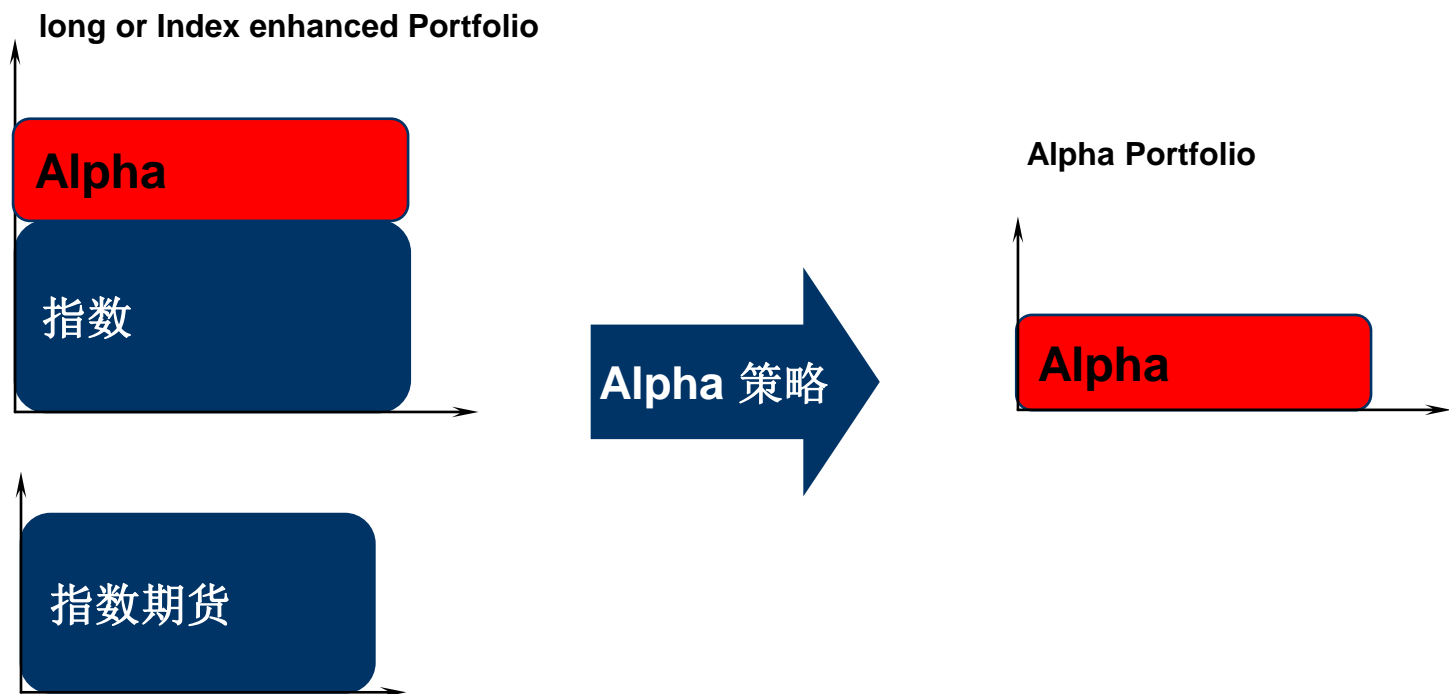 long or Index enhanced Portfolio
Alpha
指数
指数期货
Alpha 策略
Alpha Portfolio
Alpha